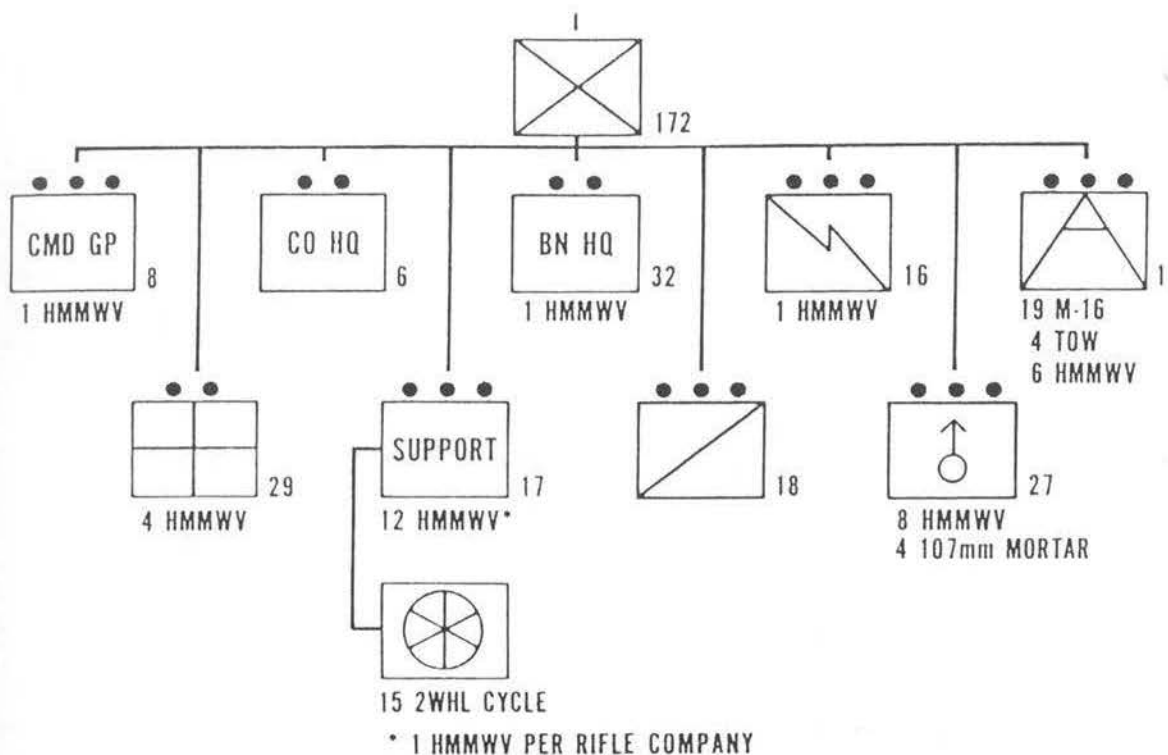 I
172
CMD GP
8
1 HMMWV
CO HQ
6
BN HQ
32
1 HMMWV
16
1 HMMWV
1
19 M-16
4 TOW
6 HMMWV
29
4 HMMWV
SUPPORT
17
12 HMMWV*
18
27
8 HMMWV
4 107mm MORTAR
15 2WHL CYCLE
* 1 HMMWV PER RIFLE COMPANY